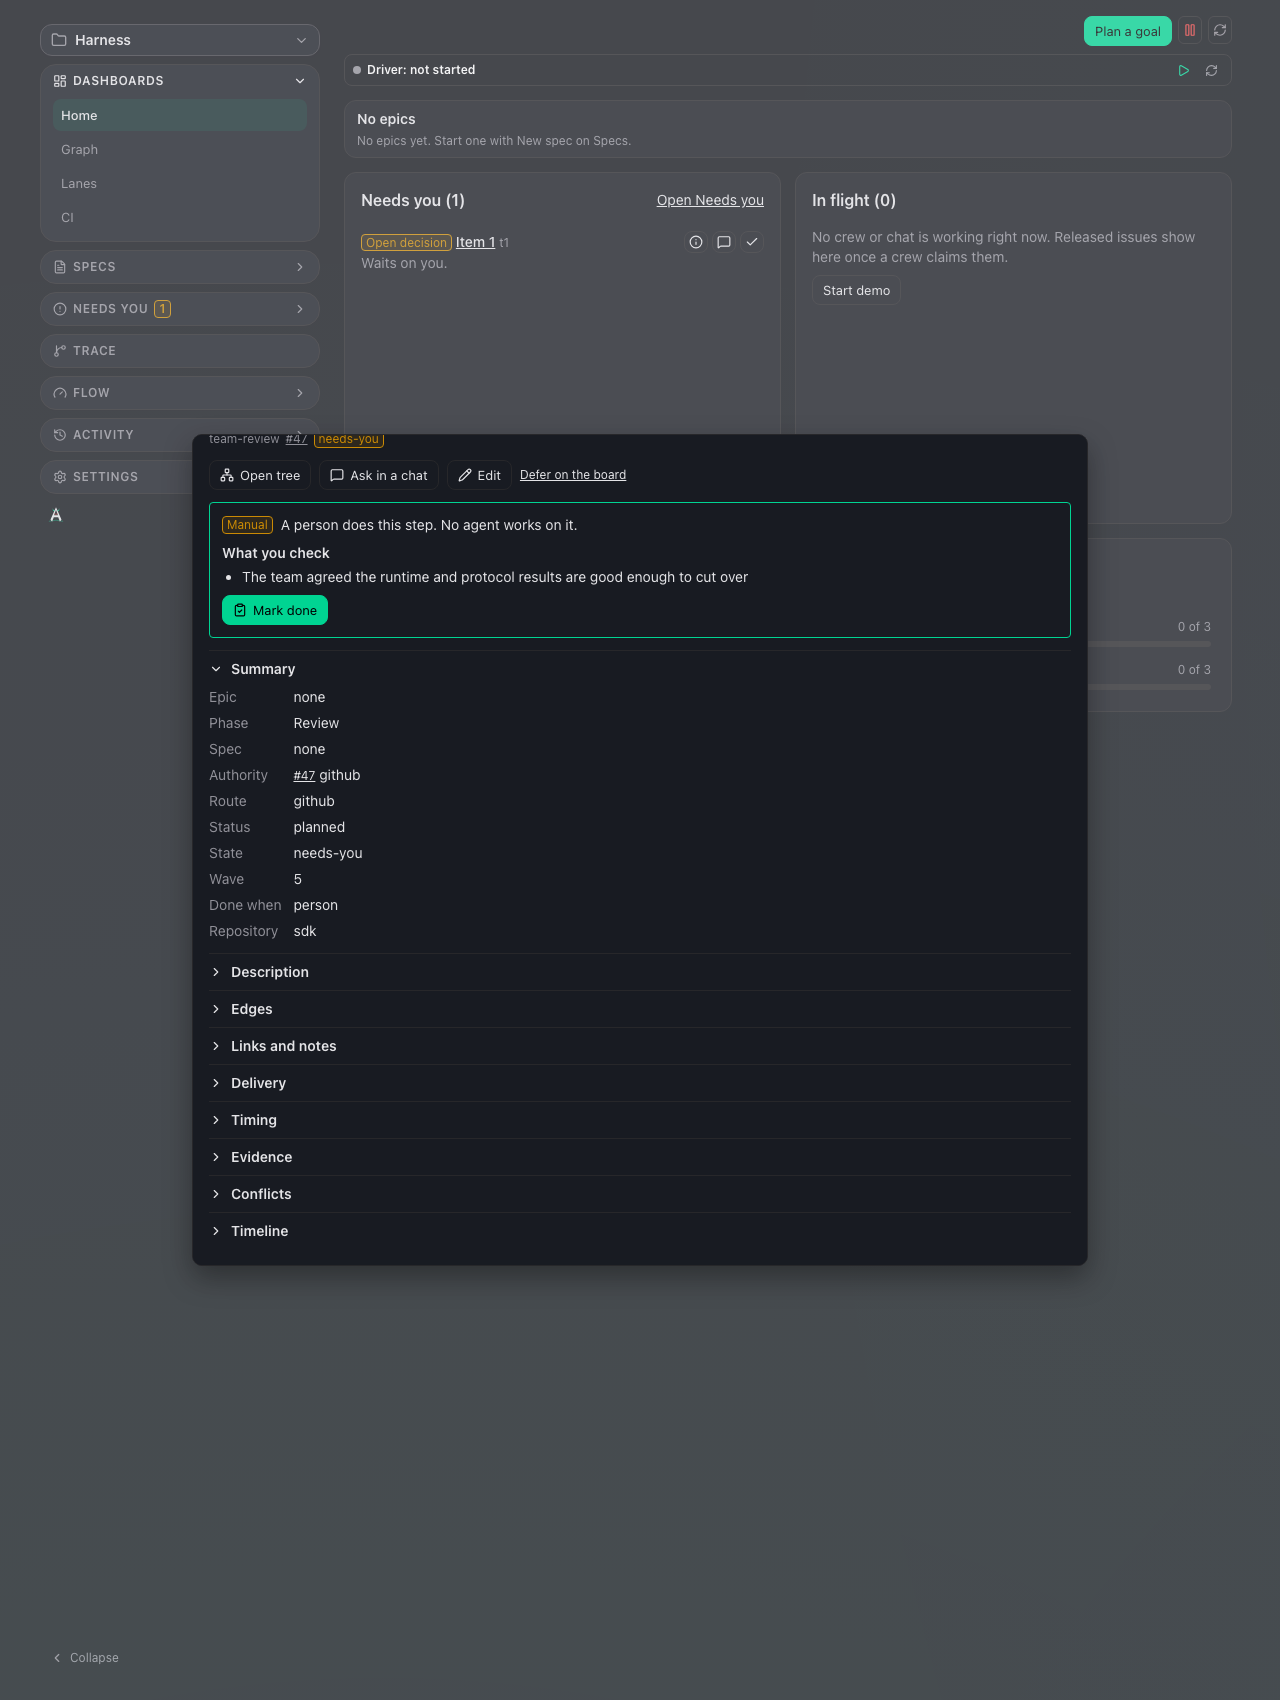 Harness
DASHBOARDS
Home
Graph
Lanes
CI
SPECS
NEEDS YOU 1
TRACE
FLOW
ACTIVITY
SETTINGS
A
Collapse
Plan a goal
Driver: not started
No epics
No epics yet. Start one with New spec on Specs.
Needs you (1)
Open Needs you
Open decision Item 1 t1
Waits on you.
In flight (0)
No crew or chat is working right now. Released issues show
here once a crew claims them.
Start demo
0 of 3
0 of 3
team-review #47 needs-you
Open tree
Ask in a chat
Edit
Defer on the board
Manual A person does this step. No agent works on it.
What you check
• The team agreed the runtime and protocol results are good enough to cut over
Mark done
Summary
Epic none
Phase Review
Spec none
Authority #47 github
Route github
Status planned
State needs-you
Wave 5
Done when person
Repository sdk
Description
Edges
Links and notes
Delivery
Timing
Evidence
Conflicts
Timeline